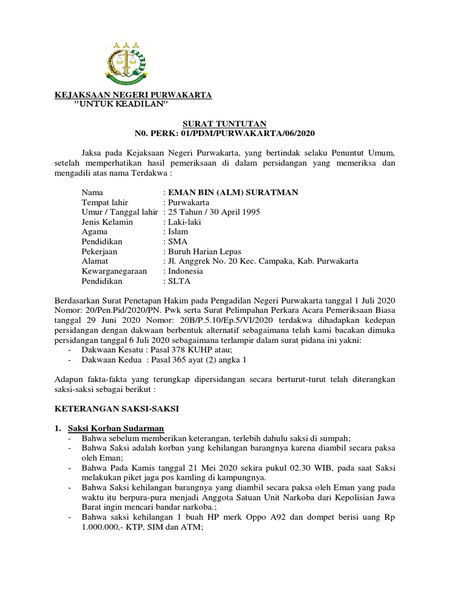 KEJAKSAAN NEGERI PURWAKARTA
"UNTUK KEADILAN"
SURAT TUNTUTAN
N0. PERK: 01/PDM/PURWAKARTA/06/2020
Jaksa pada Kejaksaan Negeri Purwakarta, yang bertindak selaku Penuntut Umum,
setelah memperhatikan hasil pemeriksaan di dalam persidangan yang memeriksa dan
mengadili atas nama Terdakwa :
Nama : EMAN BIN (ALM) SURATMAN
Tempat lahir : Purwakarta
Umur / Tanggal lahir : 25 Tahun / 30 April 1995
Jenis Kelamin : Laki-laki
Agama : Islam
Pendidikan : SMA
Pekerjaan : Buruh Harian Lepas
Alamat : Jl. Anggrek No. 20 Kec. Campaka, Kab. Purwakarta
Kewarganegaraan : Indonesia
Pendidikan : SLTA
Berdasarkan Surat Penetapan Hakim pada Pengadilan Negeri Purwakarta tanggal 1 Juli 2020
Nomor: 20/Pen.Pid/2020/PN. Pwk serta Surat Pelimpahan Perkara Acara Pemeriksaan Biasa
tanggal 29 Juni 2020 Nomor: 20B/P.5.10/Ep.5/VI/2020 terdakwa dihadapkan kedepan
persidangan dengan dakwaan berbentuk alternatif sebagaimana telah kami bacakan dimuka
persidangan tanggal 6 Juli 2020 sebagaimana terlampir dalam surat pidana ini yakni:
- Dakwaan Kesatu : Pasal 378 KUHP atau;
- Dakwaan Kedua : Pasal 365 ayat (2) angka 1
Adapun fakta-fakta yang terungkap dipersidangan secara berturut-turut telah diterangkan
saksi-saksi sebagai berikut :
KETERANGAN SAKSI-SAKSI
1. Saksi Korban Sudarman
- Bahwa sebelum memberikan keterangan, terlebih dahulu saksi di sumpah;
- Bahwa Saksi adalah korban yang kehilangan barangnya karena diambil secara paksa
oleh Eman;
- Bahwa Pada Kamis tanggal 21 Mei 2020 sekira pukul 02.30 WIB, pada saat Saksi
melakukan piket jaga pos kamling di kampungnya.
- Bahwa Saksi kehilangan barangnya yang diambil secara paksa oleh Eman yang pada
waktu itu berpura-pura menjadi Anggota Satuan Unit Narkoba dari Kepolisian Jawa
Barat ingin mencari bandar narkoba.;
- Bahwa saksi kehilangan 1 buah HP merk Oppo A92 dan dompet berisi uang Rp
1.000.000,- KTP, SIM dan ATM;